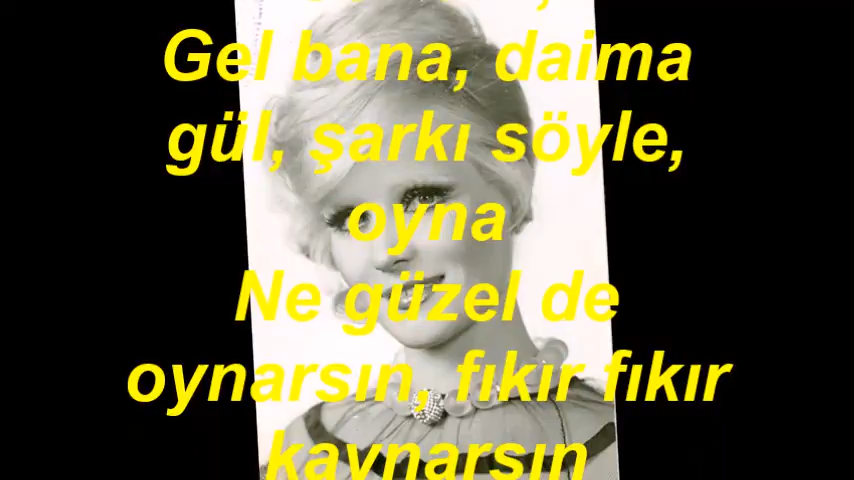 Gel bana, daima
gül, şarkı söyle,
oyna
Ne güzel de
oynarsın, fıkır fıkır
kaynarsın